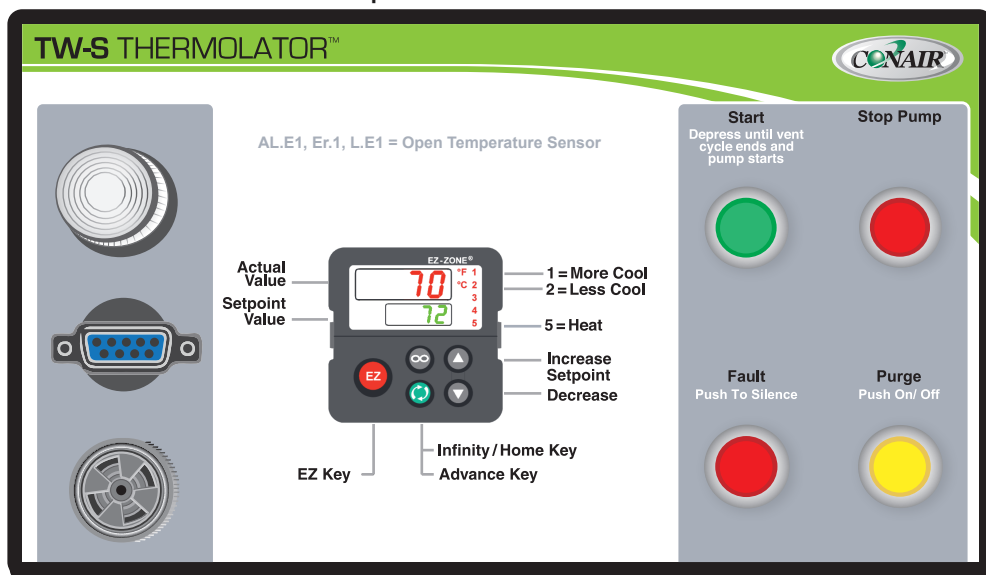 TW-S THERMOLATOR™
CONAIR
AL.E1, Er.1, L.E1 = Open Temperature Sensor
EZ-ZONE®
Actual
Value
70
°F 1
°C 2
3
Setpoint
Value
72
4
5
1 = More Cool
2 = Less Cool
5 = Heat
EZ
Increase
Setpoint
Decrease
Infinity / Home Key
EZ Key
Advance Key
Start
Depress until vent
cycle ends and
pump starts
Stop Pump
Fault
Push To Silence
Purge
Push On/ Off